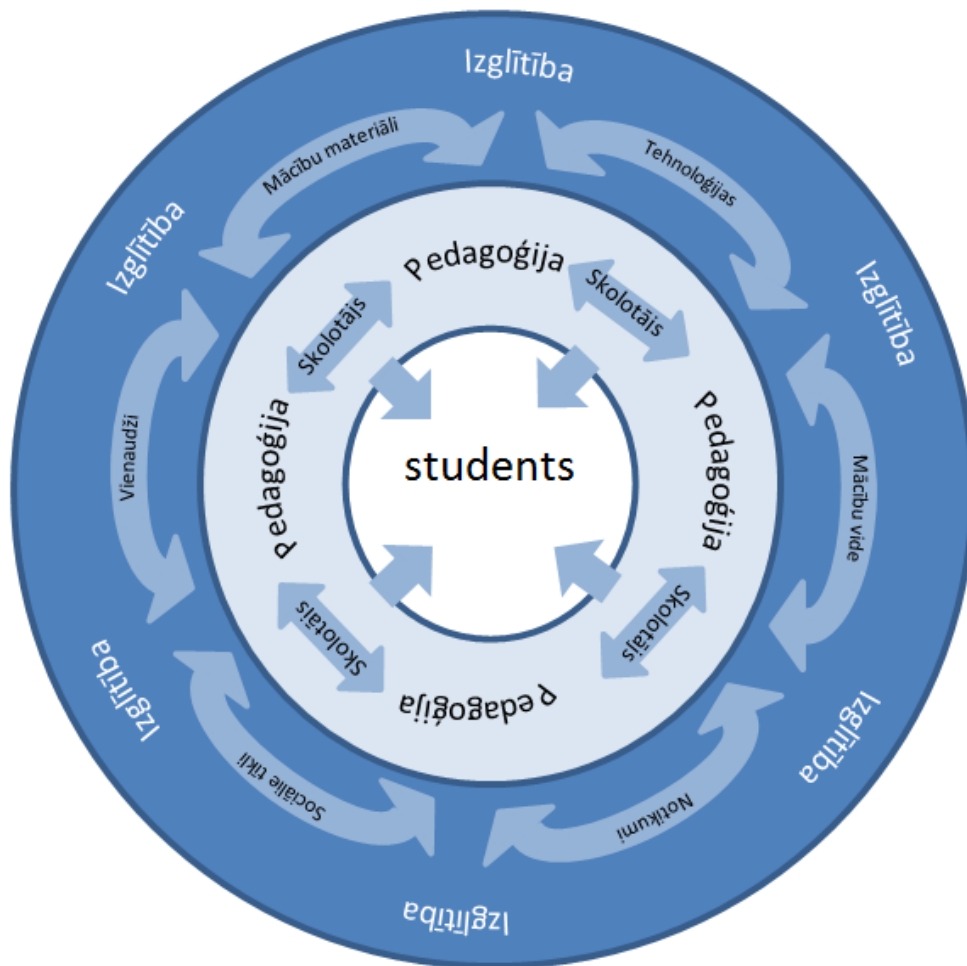 Izglītība
Tehnoloģijas
Izglītība
Mācību vide
Izglītība
Notikumi
Izglītība
Sociālie tīkli
Izglītība
Vienaudži
Izglītība
Mācību materiāli
Pedagoģija
Skolotājs
Pedagoģija
Skolotājs
Pedagoģija
Skolotājs
Pedagoģija
Skolotājs
students